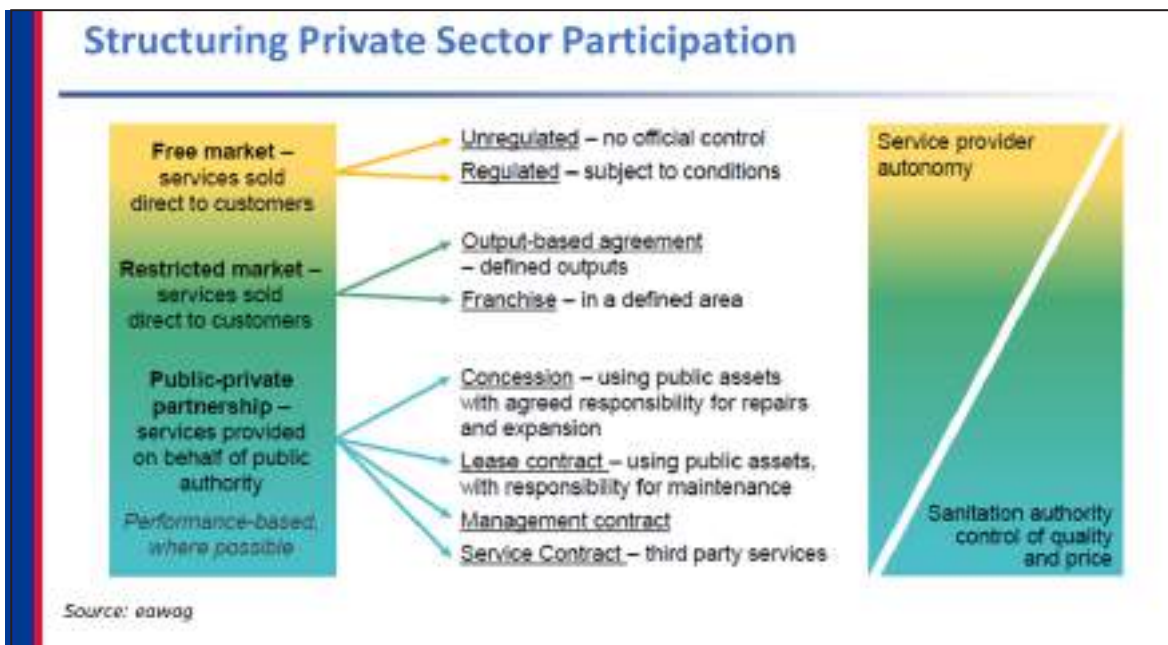 Structuring Private Sector Participation
Free market –
services sold
direct to customers
Restricted market –
services sold
direct to customers
Public-private
partnership –
services provided
on behalf of public
authority
Performance-based,
where possible
Unregulated – no official control
Regulated – subject to conditions
Output-based agreement
– defined outputs
Franchise – in a defined area
Concession – using public assets
with agreed responsibility for repairs
and expansion
Lease contract – using public assets,
with responsibility for maintenance
Management contract
Service Contract – third party services
Service provider
autonomy
Sanitation authority
control of quality
and price
Source: eawag